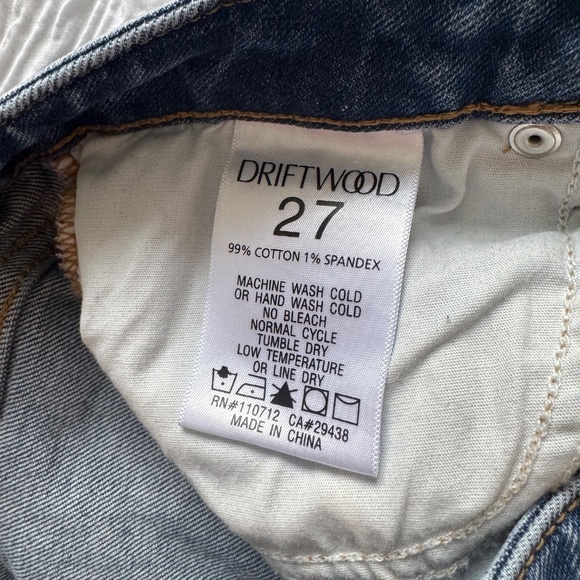 DRIFTWOOD
27
99% COTTON 1% SPANDEX
MACHINE WASH COLD
OR HAND WASH COLD
NO BLEACH
NORMAL CYCLE
TUMBLE DRY
LOW TEMPERATURE
OR LINE DRY
RN#110712 CA#29438
MADE IN CHINA